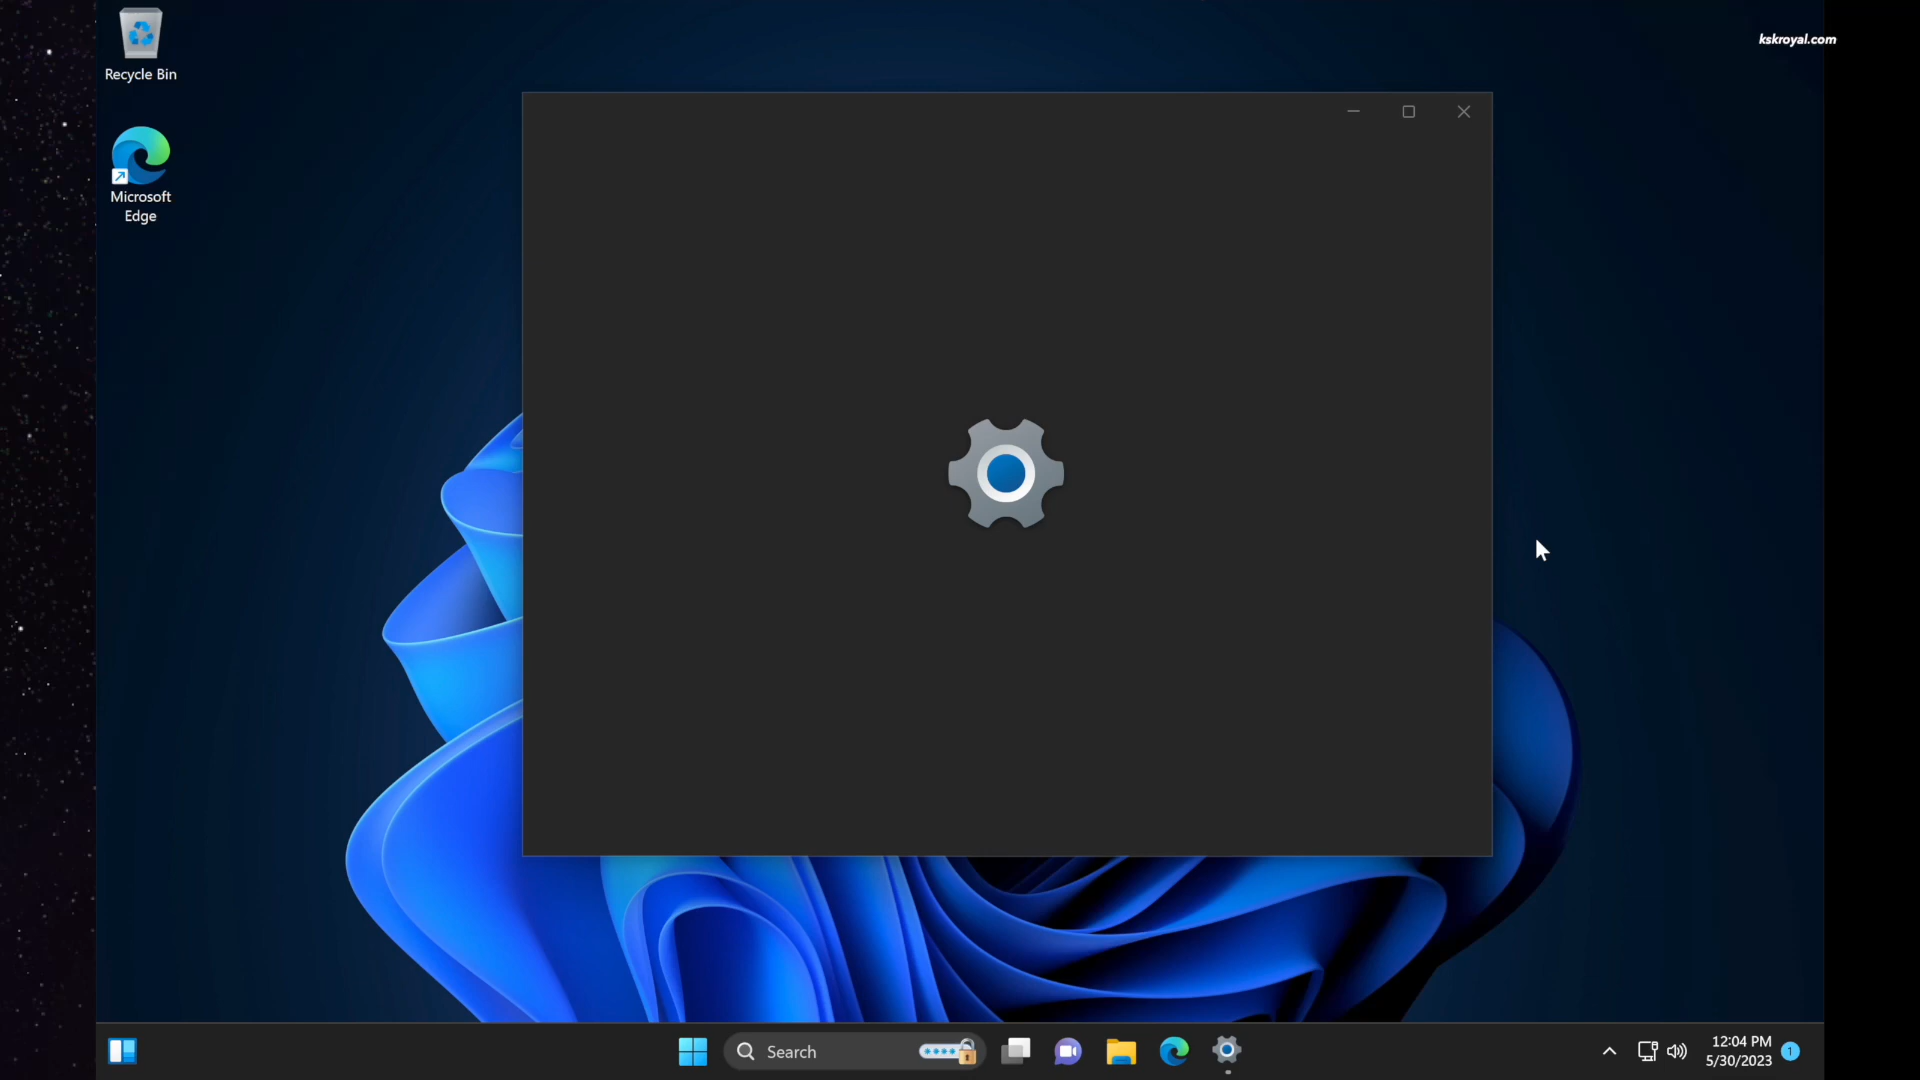 kskroyal.com
Recycle Bin
Microsoft
Edge
Search
12:04 PM
5/30/2023
1